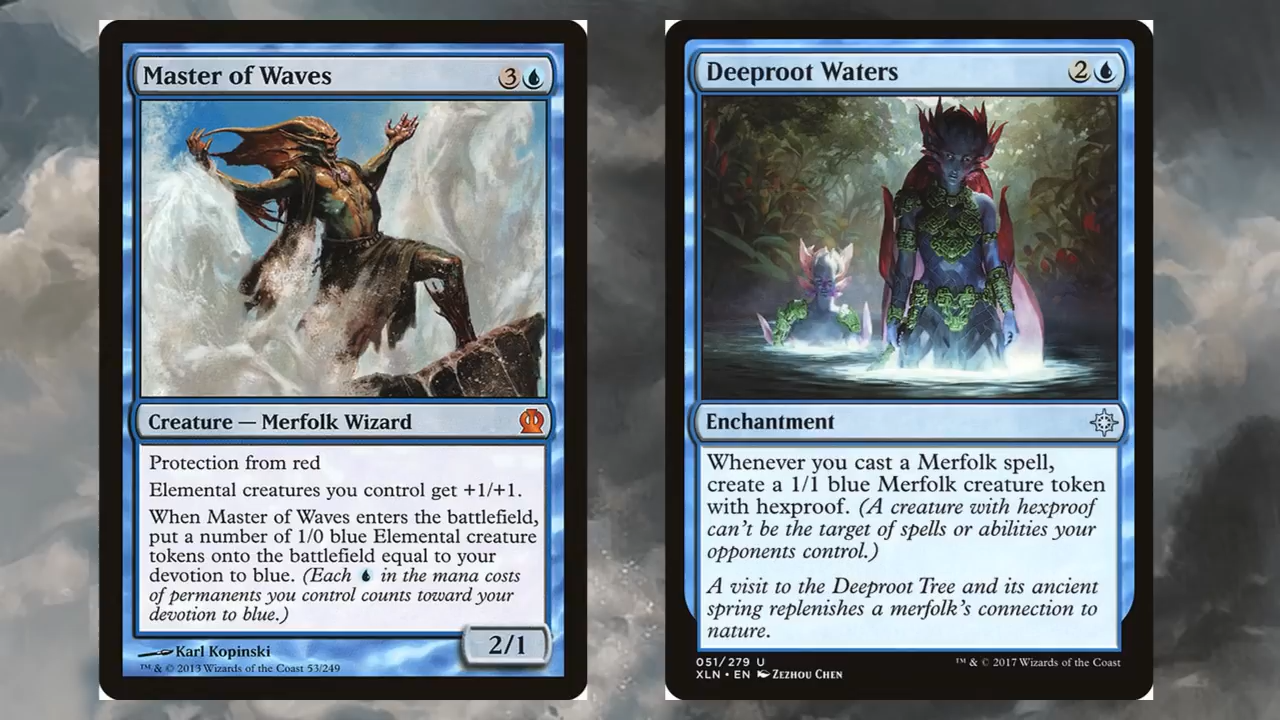 Master of Waves 3
Creature — Merfolk Wizard
Protection from red
Elemental creatures you control get +1/+1.
When Master of Waves enters the battlefield,
put a number of 1/0 blue Elemental creature
tokens onto the battlefield equal to your
devotion to blue. (Each in the mana costs
of permanents you control counts toward your
devotion to blue.)
2/1
Karl Kopinski
™ & © 2013 Wizards of the Coast 53/249
Deeproot Waters 2
Enchantment
Whenever you cast a Merfolk spell,
create a 1/1 blue Merfolk creature token
with hexproof. (A creature with hexproof
can't be the target of spells or abilities your
opponents control.)
A visit to the Deeproot Tree and its ancient
spring replenishes a merfolk's connection to
nature.
051/279 U
XLN • EN Zezhou Chen
™ & © 2017 Wizards of the Coast